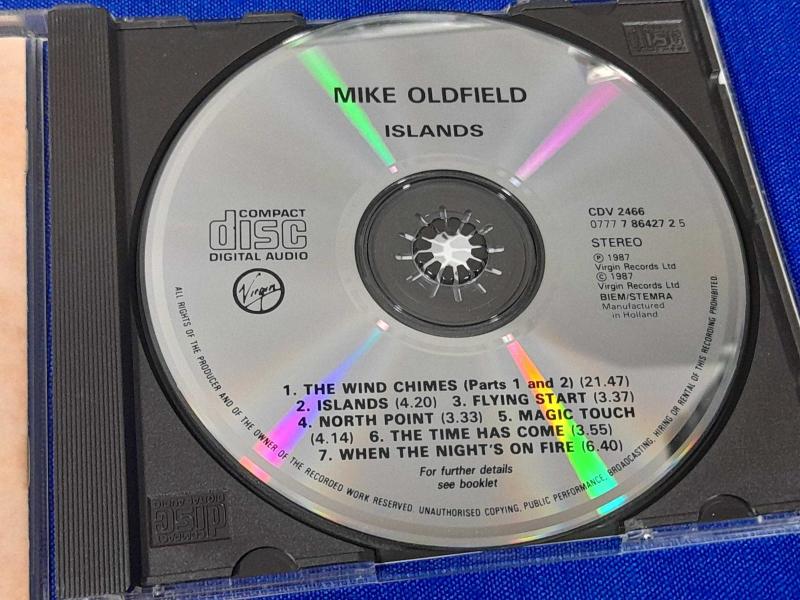 MIKE OLDFIELD
ISLANDS
COMPACT
disc
DIGITAL AUDIO
Virgin
CDV 2466
0777 7 86427 2 5
STEREO
Ⓟ 1987
Virgin Records Ltd
© 1987
Virgin Records Ltd
BIEM/STEMRA
Manufactured
in Holland
1. THE WIND CHIMES (Parts 1 and 2) (21.47)
2. ISLANDS (4.20) 3. FLYING START (3.37)
4. NORTH POINT (3.33) 5. MAGIC TOUCH
(4.14) 6. THE TIME HAS COME (3.55)
7. WHEN THE NIGHT'S ON FIRE (6.40)
For further details
see booklet
ALL RIGHTS OF THE PRODUCER AND OF THE OWNER OF THE RECORDED WORK RESERVED. UNAUTHORISED COPYING, PUBLIC PERFORMANCE, BROADCASTING, HIRING OR RENTAL OF THIS RECORDING PROHIBITED.
disc
COMPACT
disc
DIGITAL AUDIO